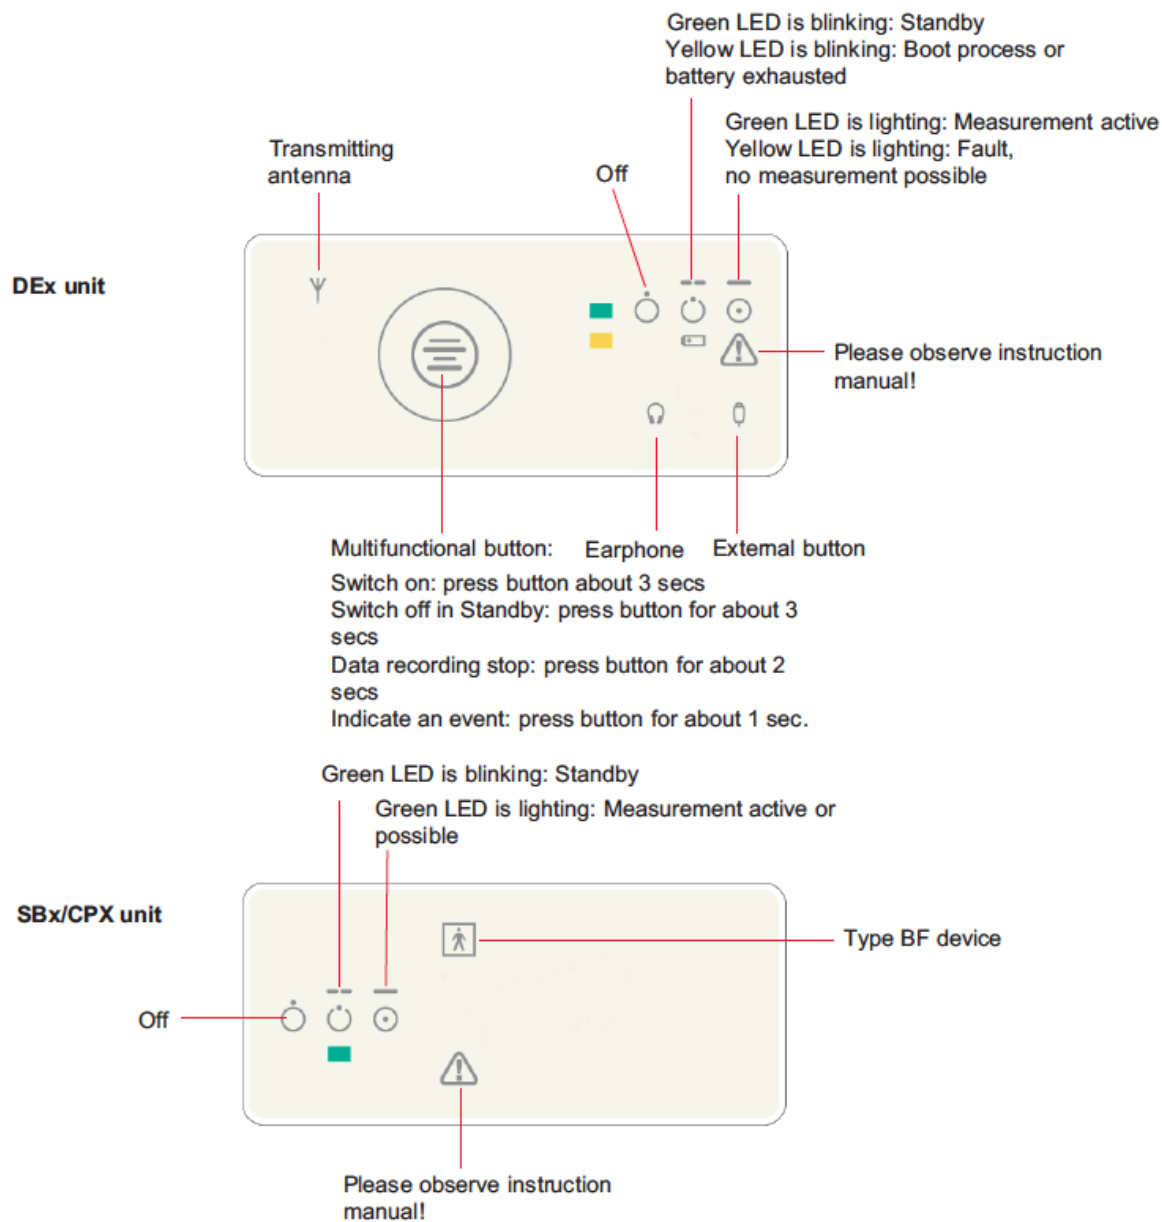 Green LED is blinking: Standby
Yellow LED is blinking: Boot process or
battery exhausted
Green LED is lighting: Measurement active
Yellow LED is lighting: Fault,
no measurement possible
Transmitting
antenna
Off
DEx unit
Please observe instruction
manual!
Multifunctional button:
Earphone
External button
Switch on: press button about 3 secs
Switch off in Standby: press button for about 3
secs
Data recording stop: press button for about 2
secs
Indicate an event: press button for about 1 sec.
Green LED is blinking: Standby
Green LED is lighting: Measurement active or
possible
SBx/CPX unit
Type BF device
Off
Please observe instruction
manual!